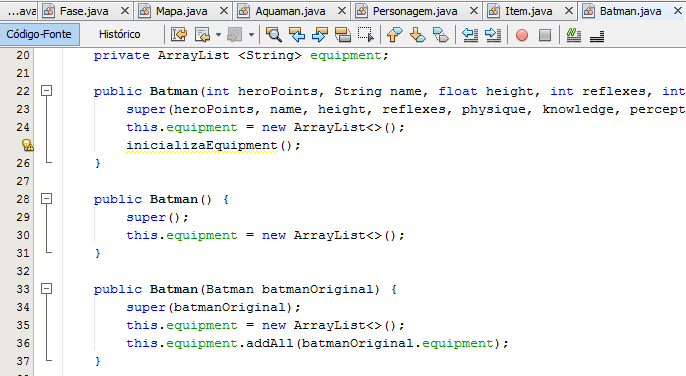 ...ava Fase.java Mapa.java Aquaman.java Personagem.java Item.java Batman.java
Código-Fonte Histórico
20 private ArrayList <String> equipment;
21
22 public Batman(int heroPoints, String name, float height, int reflexes, int
23 super(heroPoints, name, height, reflexes, physique, knowledge, percept
24 this.equipment = new ArrayList<>();
inicializaEquipment();
26 }
27
28 public Batman() {
29 super();
30 this.equipment = new ArrayList<>();
31 }
32
33 public Batman(Batman batmanOriginal) {
34 super(batmanOriginal);
35 this.equipment = new ArrayList<>();
36 this.equipment.addAll(batmanOriginal.equipment);
37 }